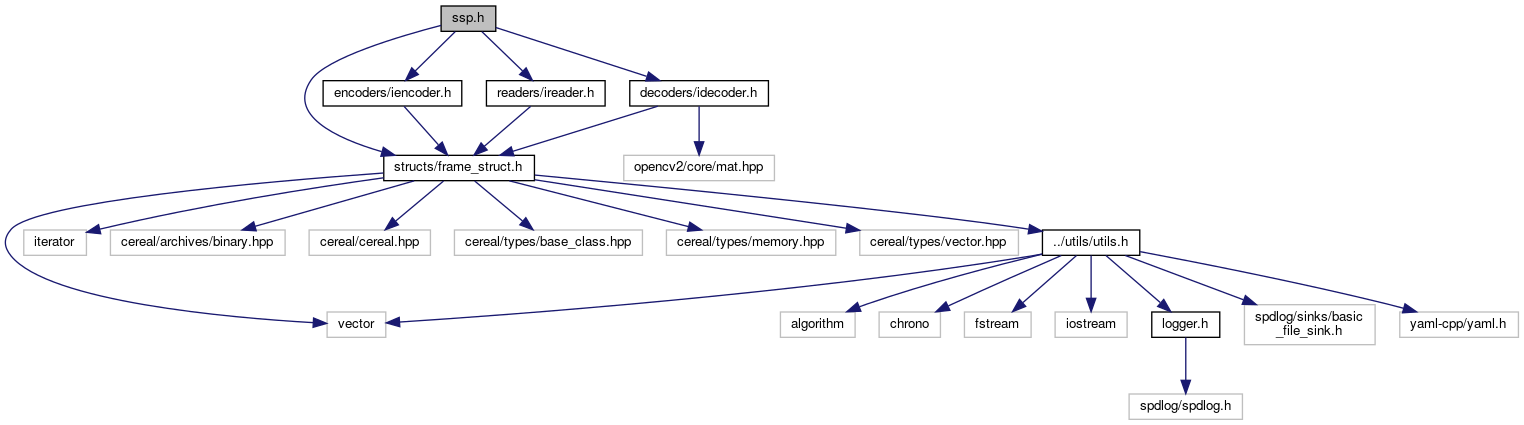 ssp.h
encoders/iencoder.h
readers/ireader.h
decoders/idecoder.h
structs/frame_struct.h
opencv2/core/mat.hpp
iterator
cereal/archives/binary.hpp
cereal/cereal.hpp
cereal/types/base_class.hpp
cereal/types/memory.hpp
cereal/types/vector.hpp
../utils/utils.h
vector
algorithm
chrono
fstream
iostream
logger.h
spdlog/sinks/basic
_file_sink.h
yaml-cpp/yaml.h
spdlog/spdlog.h